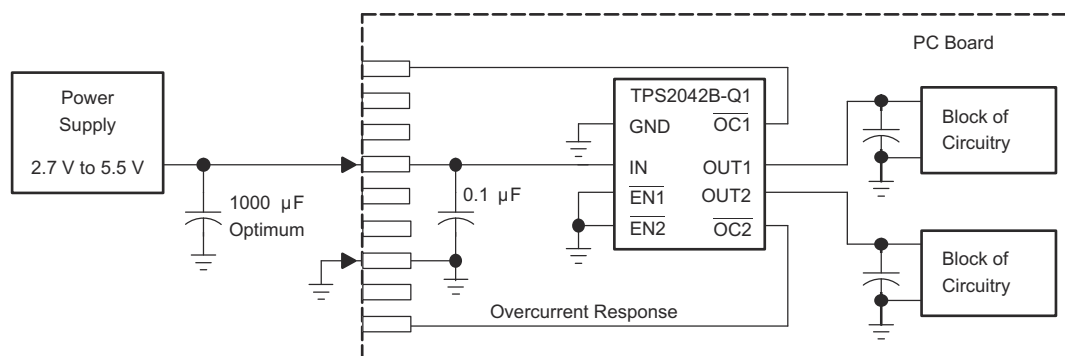 PC Board
Power
Supply
2.7 V to 5.5 V
1000 µF
Optimum
0.1 µF
TPS2042B-Q1
GND
OC1
IN
OUT1
EN1
OUT2
EN2
OC2
Overcurrent Response
Block of
Circuitry
Block of
Circuitry